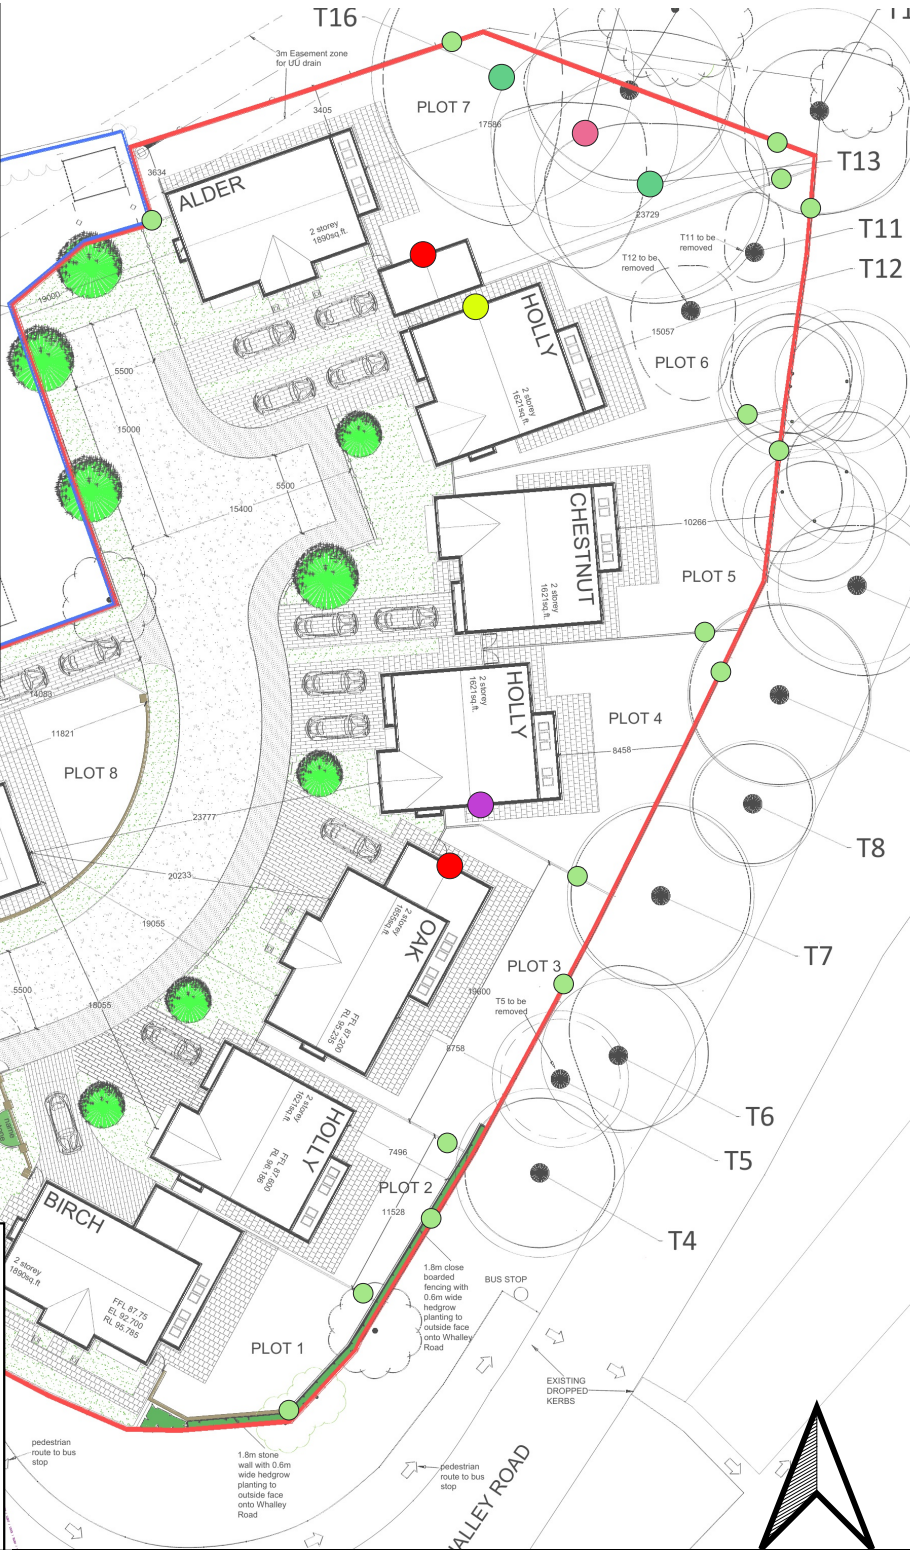 T16
3m Easement zone
for UU drain
PLOT 7
3405
17586
3634
T13
ALDER
2 storey
1890sq.ft.
23729
T11 to be
removed
T11
T12 to be
removed
T12
19000
HOLLY
15057
PLOT 6
5500
2 storey
1621sq.ft.
15000
5500
15400
CHESTNUT
10266
2 storey
1621sq.ft.
PLOT 5
HOLLY
2 storey
1621sq.ft.
14083
PLOT 4
11821
8458
PLOT 8
23777
T8
20233
2 storey
1855sq.ft.
OAK
19055
T7
PLOT 3
5500
19600
T5 to be
removed
18055
FFL 87.200
RL 95.235
6758
2 storey
1621sq.ft.
HOLLY
T6
7496
T5
FFL 87.600
RL 96.186
PLOT 2
BIRCH
11528
T4
2 storey
1890sq.ft
1.8m close
boarded
fencing with
0.6m wide
hedgrow
planting to
outside face
onto Whalley
Road
BUS STOP
FFL 87.75
EL 92.700
RL 95.785
PLOT 1
EXISTING
DROPPED
KERBS
pedestrian
route to bus
stop
1.8m stone
wall with 0.6m
wide hedgrow
planting to
outside face
onto Whalley
Road
pedestrian
route to bus
stop
HALLEY ROAD